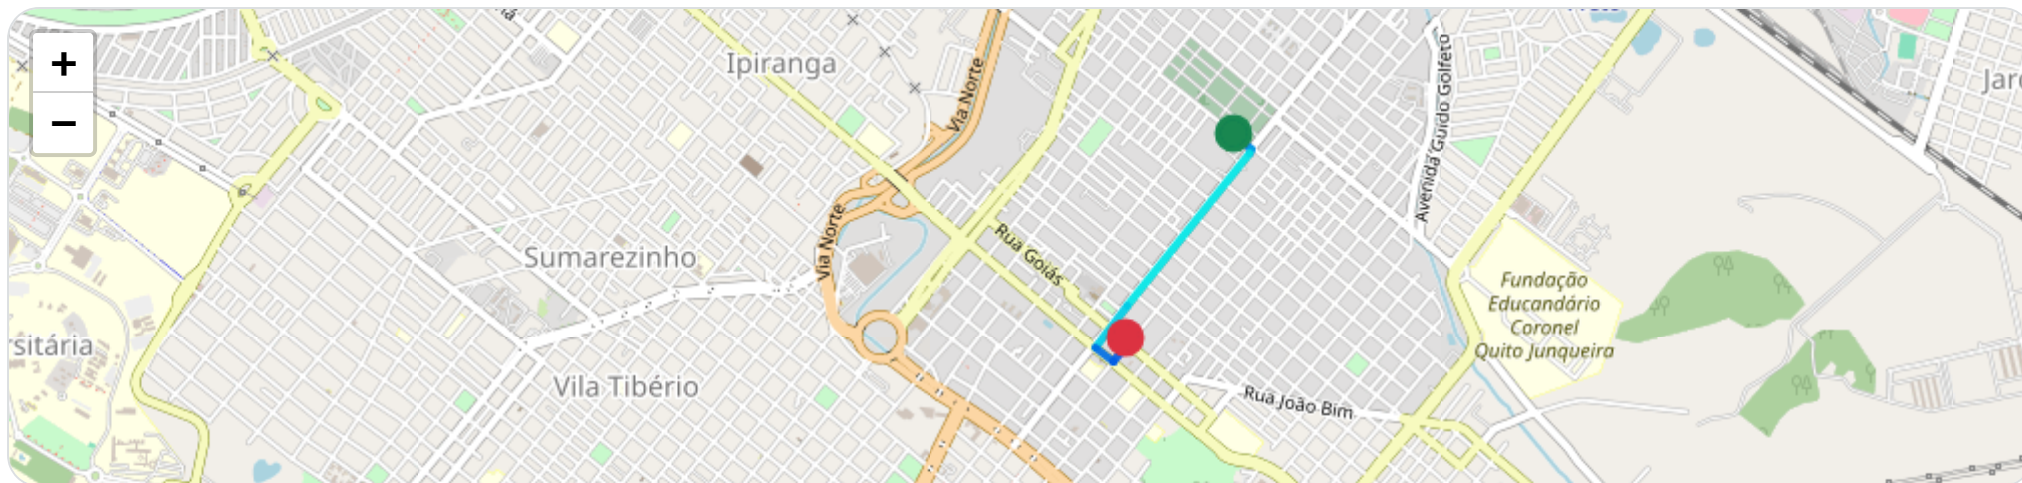 +
−
Ipiranga
Via Norte
Avenida Guido Golfeto
Via Norte
Rua Goiás
Sumarezinho
Fundação
Educandário
Coronel
Quito Junqueira
sitária
Vila Tibério
Rua João Bim